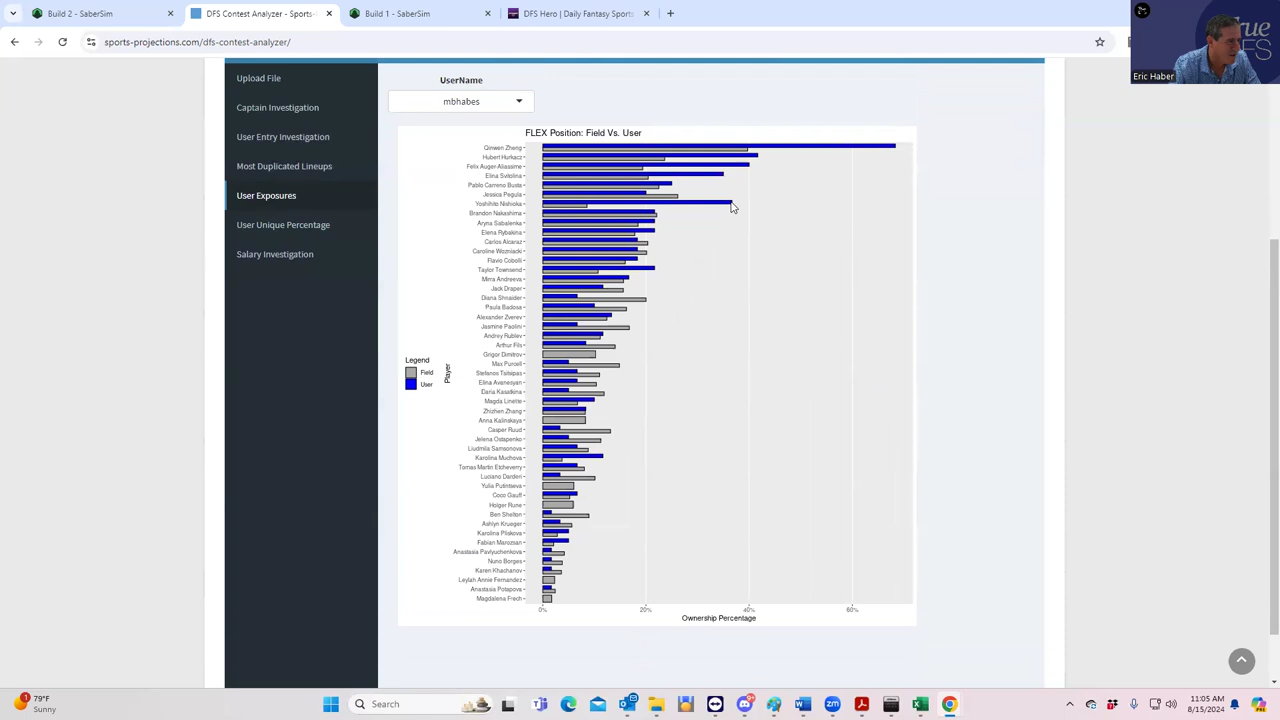 Build 2 - SaberSim
DFS Contest Analyzer - Sports-
Build 1 - SaberSim
DFS Hero | Daily Fantasy Sports
sports-projections.com/dfs-contest-analyzer/
Eric Haber
Upload File
Captain Investigation
User Entry Investigation
Most Duplicated Lineups
User Exposures
User Unique Percentage
Salary Investigation
UserName
mbhabes
FLEX Position: Field Vs. User
Qinwen Zheng
Hubert Hurkacz
Felix Auger-Aliassime
Elina Svitolina
Pablo Carreno Busta
Jessica Pegula
Yoshihito Nishioka
Brandon Nakashima
Aryna Sabalenka
Elena Rybakina
Carlos Alcaraz
Caroline Wozniacki
Flavio Cobolli
Taylor Townsend
Mirra Andreeva
Jack Draper
Diana Shnaider
Paula Badosa
Alexander Zverev
Jasmine Paolini
Andrey Rublev
Arthur Fils
Grigor Dimitrov
Max Purcell
Stefanos Tsitsipas
Elina Avanesyan
Daria Kasatkina
Magda Linette
Zhizhen Zhang
Anna Kalinskaya
Casper Ruud
Jelena Ostapenko
Liudmila Samsonova
Karolina Muchova
Tomas Martin Etcheverry
Luciano Darderi
Yulia Putintseva
Coco Gauff
Holger Rune
Ben Shelton
Ashlyn Krueger
Karolina Pliskova
Fabian Marozsan
Anastasia Pavlyuchenkova
Nuno Borges
Karen Khachanov
Leylah Annie Fernandez
Anastasia Potapova
Magdalena Frech
Legend
Field
User
Player
0%
20%
40%
60%
Ownership Percentage
1
79°F
Sunny
Search
11:05 AM
8/15/2024